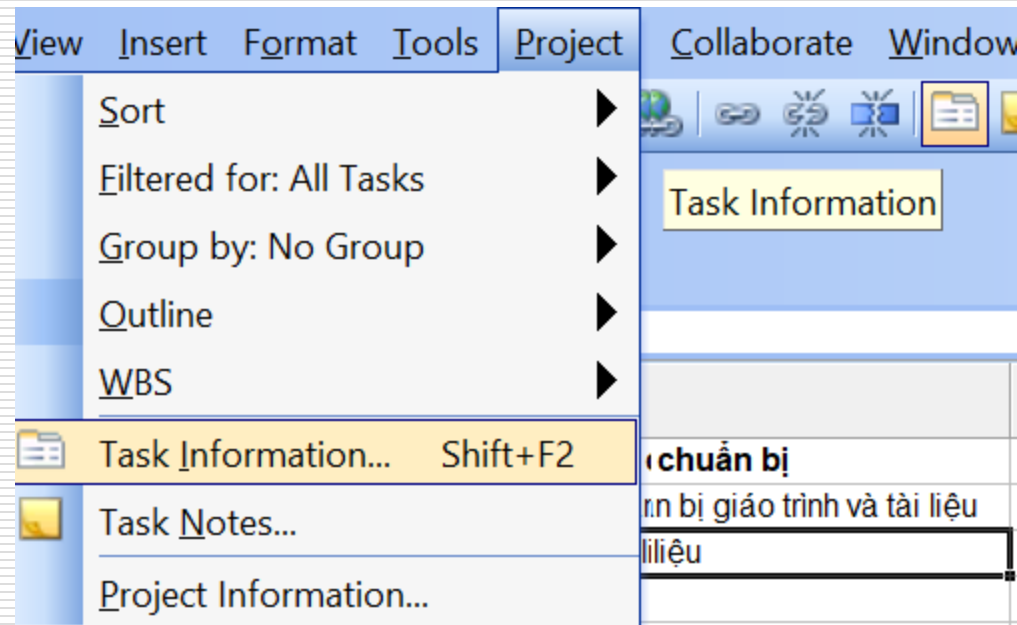 View Insert Format Tools Project Collaborate Window
Sort
Filtered for: All Tasks
Task Information
Group by: No Group
Outline
WBS
Task Information... Shift+F2
chuẩn bị
Task Notes...
bị giáo trình và tài liệu
liệu
Project Information...